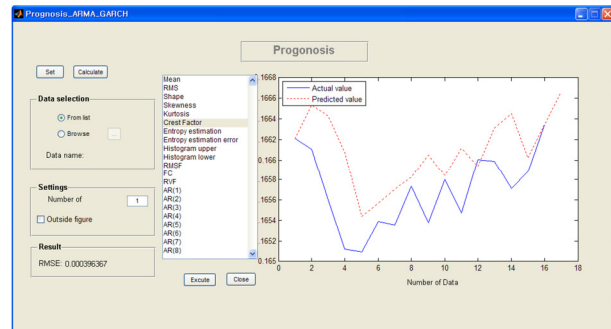 Prognosis_ARMA_GARCH
Progonosis
Set
Calculate
Data selection
From list
Browse
...
Data name:
Settings
Number of
1
Outside figure
Result
RMSE: 0.000396367
Mean
RMS
Shape
Skewness
Kurtosis
Crest Factor
Entropy estimation
Entropy estimation error
Histogram upper
Histogram lower
RMSF
FC
RVF
AR(1)
AR(2)
AR(3)
AR(4)
AR(5)
AR(6)
AR(7)
AR(8)
Excute
Close
0.1668
0.1666
0.1664
0.1662
0.166
0.1658
0.1656
0.1654
0.1652
0.165
Actual value
Predicted value
0 2 4 6 8 10 12 14 16 18
Number of Data